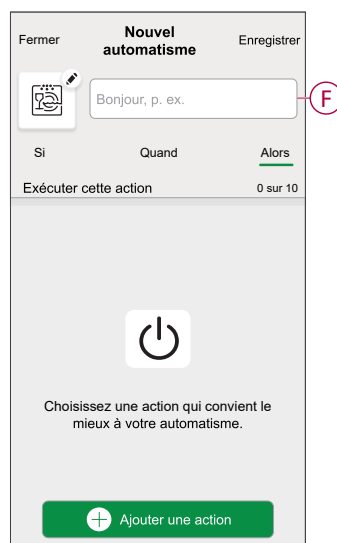 Fermer
Nouvel
automatisme
Enregistrer
Bonjour, p. ex.
F
Si
Quand
Alors
Exécuter cette action
0 sur 10
Choisissez une action qui convient le
mieux à votre automatisme.
Ajouter une action